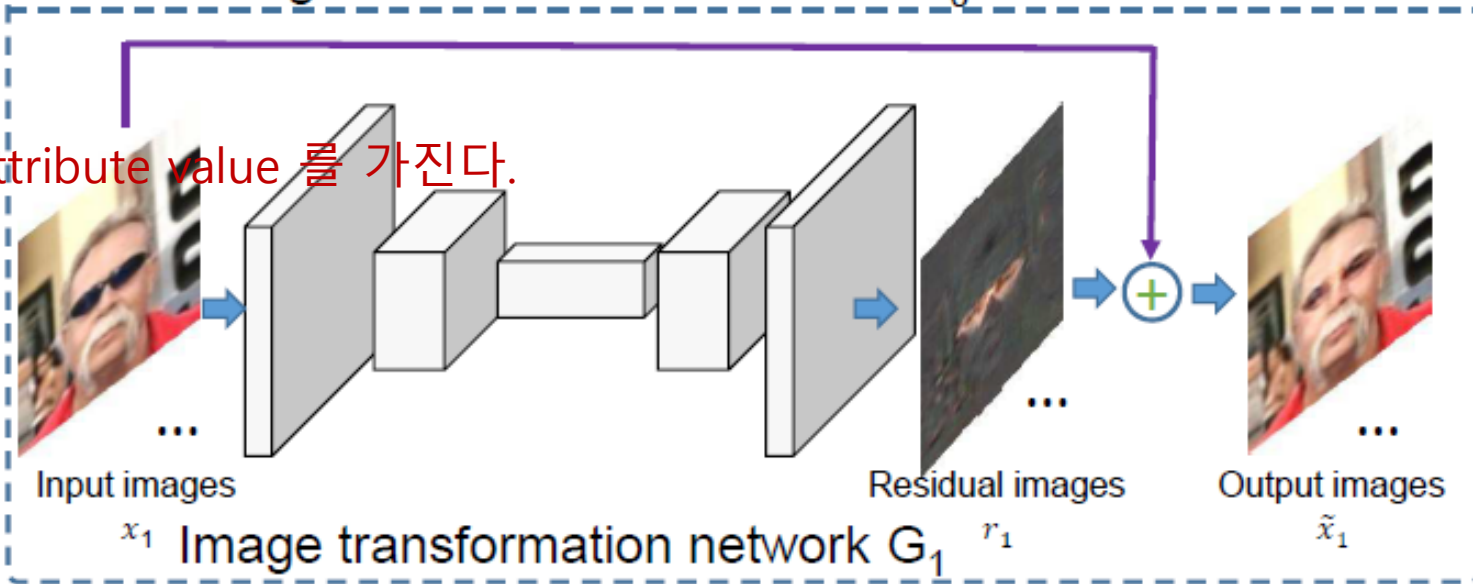 ttribute value 를 가진다.
+
...
...
...
Input images
Residual images
Output images
x₁
Image transformation network G₁
r₁
x̃₁